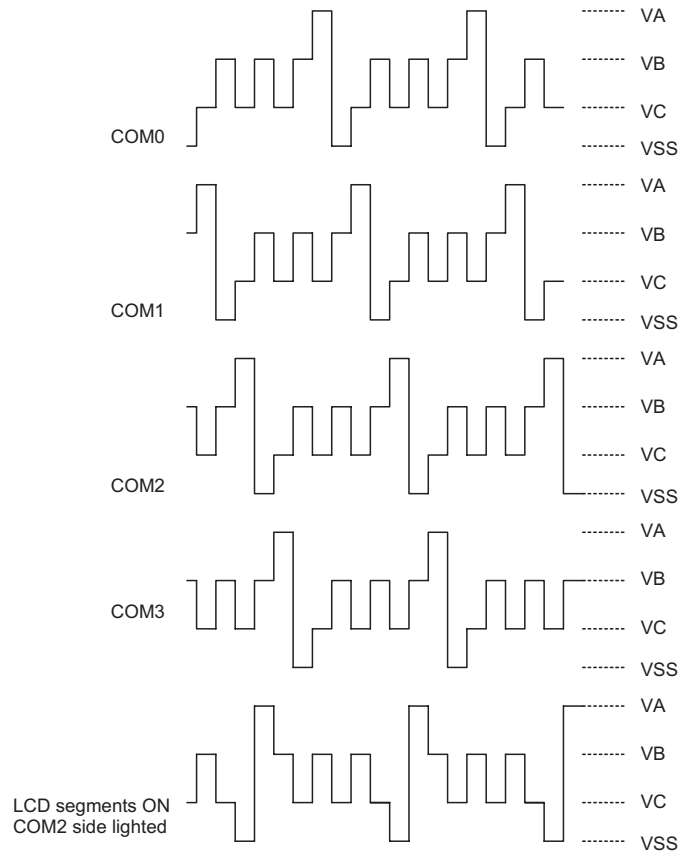 VA
VB
VC
COM0
VSS
VA
VB
VC
COM1
VSS
VA
VB
VC
COM2
VSS
VA
VB
COM3
VC
VSS
VA
VB
VC
LCD segments ON
COM2 side lighted
VSS